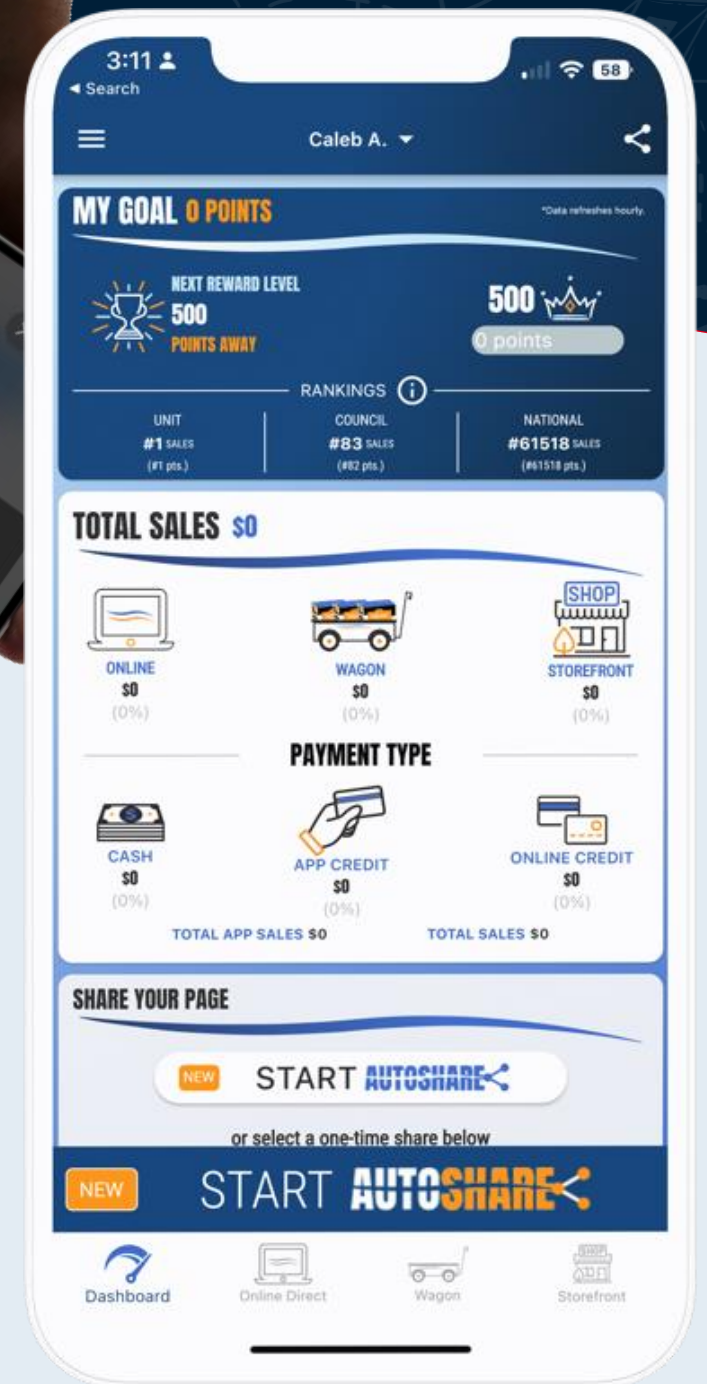 3:11
58
◄ Search
Caleb A.
MY GOAL 0 POINTS
*Data refreshes hourly.
NEXT REWARD LEVEL
500
POINTS AWAY
500
0 points
RANKINGS i
UNIT COUNCIL NATIONAL
#1 SALES #83 SALES #61518 SALES
(#1 pts.) (#82 pts.) (#61518 pts.)
TOTAL SALES $0
SHOP
ONLINE WAGON STOREFRONT
$0 $0 $0
(0%) (0%) (0%)
PAYMENT TYPE
CASH APP CREDIT ONLINE CREDIT
$0 $0 $0
(0%) (0%) (0%)
TOTAL APP SALES $0 TOTAL SALES $0
SHARE YOUR PAGE
NEW START AUTOSHARE
or select a one-time share below
NEW START AUTOSHARE
SHOP
Dashboard Online Direct Wagon Storefront